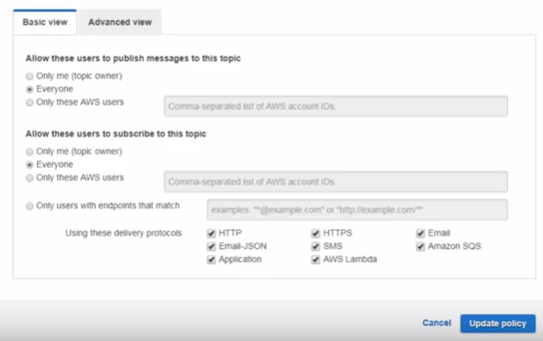 Basic view Advanced view
Allow these users to publish messages to this topic
Only me (topic owner)
Everyone
Only these AWS users Comma-separated list of AWS account IDs.
Allow these users to subscribe to this topic
Only me (topic owner)
Everyone
Only these AWS users Comma-separated list of AWS account IDs.
Only users with endpoints that match examples: "*@example.com" or "http://example.com/*"
Using these delivery protocols HTTP HTTPS Email
Email-JSON SMS Amazon SQS
Application AWS Lambda
Cancel Update policy